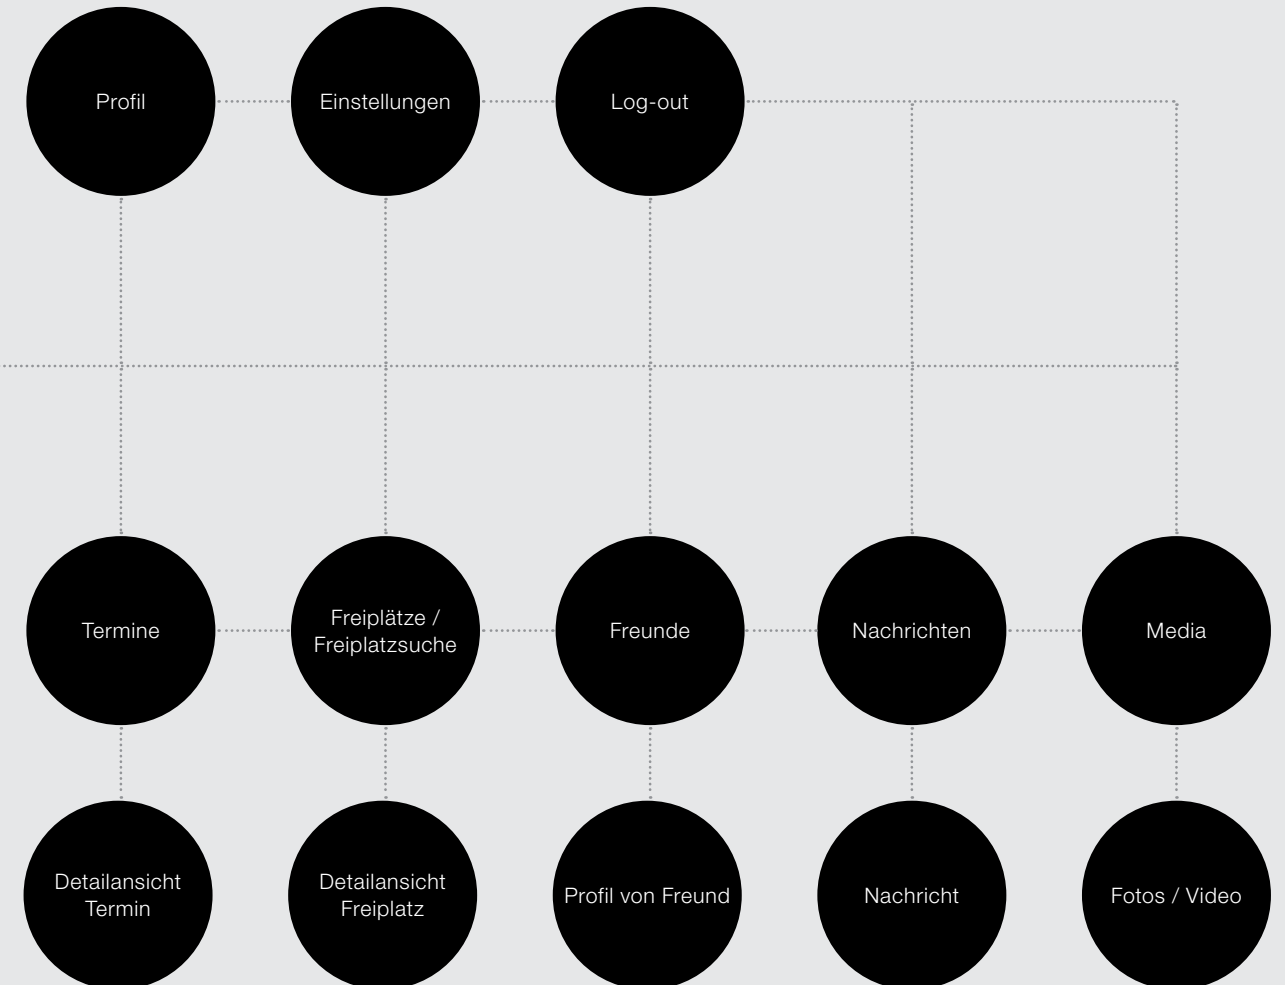 Profil
Einstellungen
Log-out
Termine
Freiplätze /
Freiplatzsuche
Freunde
Nachrichten
Media
Detailansicht
Termin
Detailansicht
Freiplatz
Profil von Freund
Nachricht
Fotos / Video